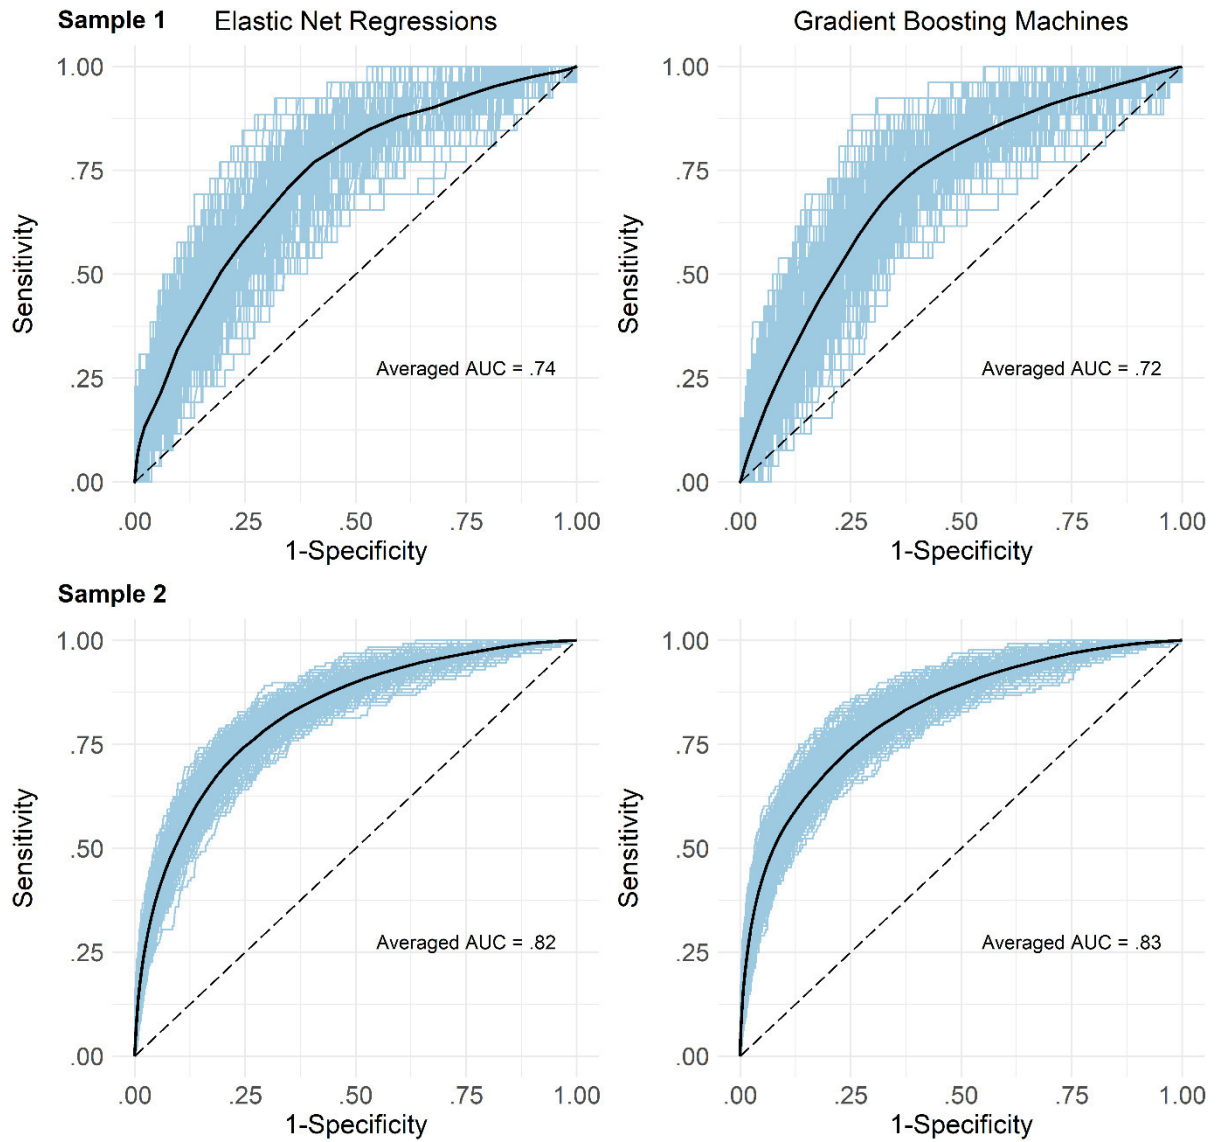 Sample 1 Elastic Net Regressions Gradient Boosting Machines
1.00
.75
.50
.25
.00
Sensitivity
Averaged AUC = .74
.00 .25 .50 .75 1.00
1-Specificity
1.00
.75
.50
.25
.00
Sensitivity
Averaged AUC = .72
.00 .25 .50 .75 1.00
1-Specificity
Sample 2
1.00
.75
.50
.25
.00
Sensitivity
Averaged AUC = .82
.00 .25 .50 .75 1.00
1-Specificity
1.00
.75
.50
.25
.00
Sensitivity
Averaged AUC = .83
.00 .25 .50 .75 1.00
1-Specificity